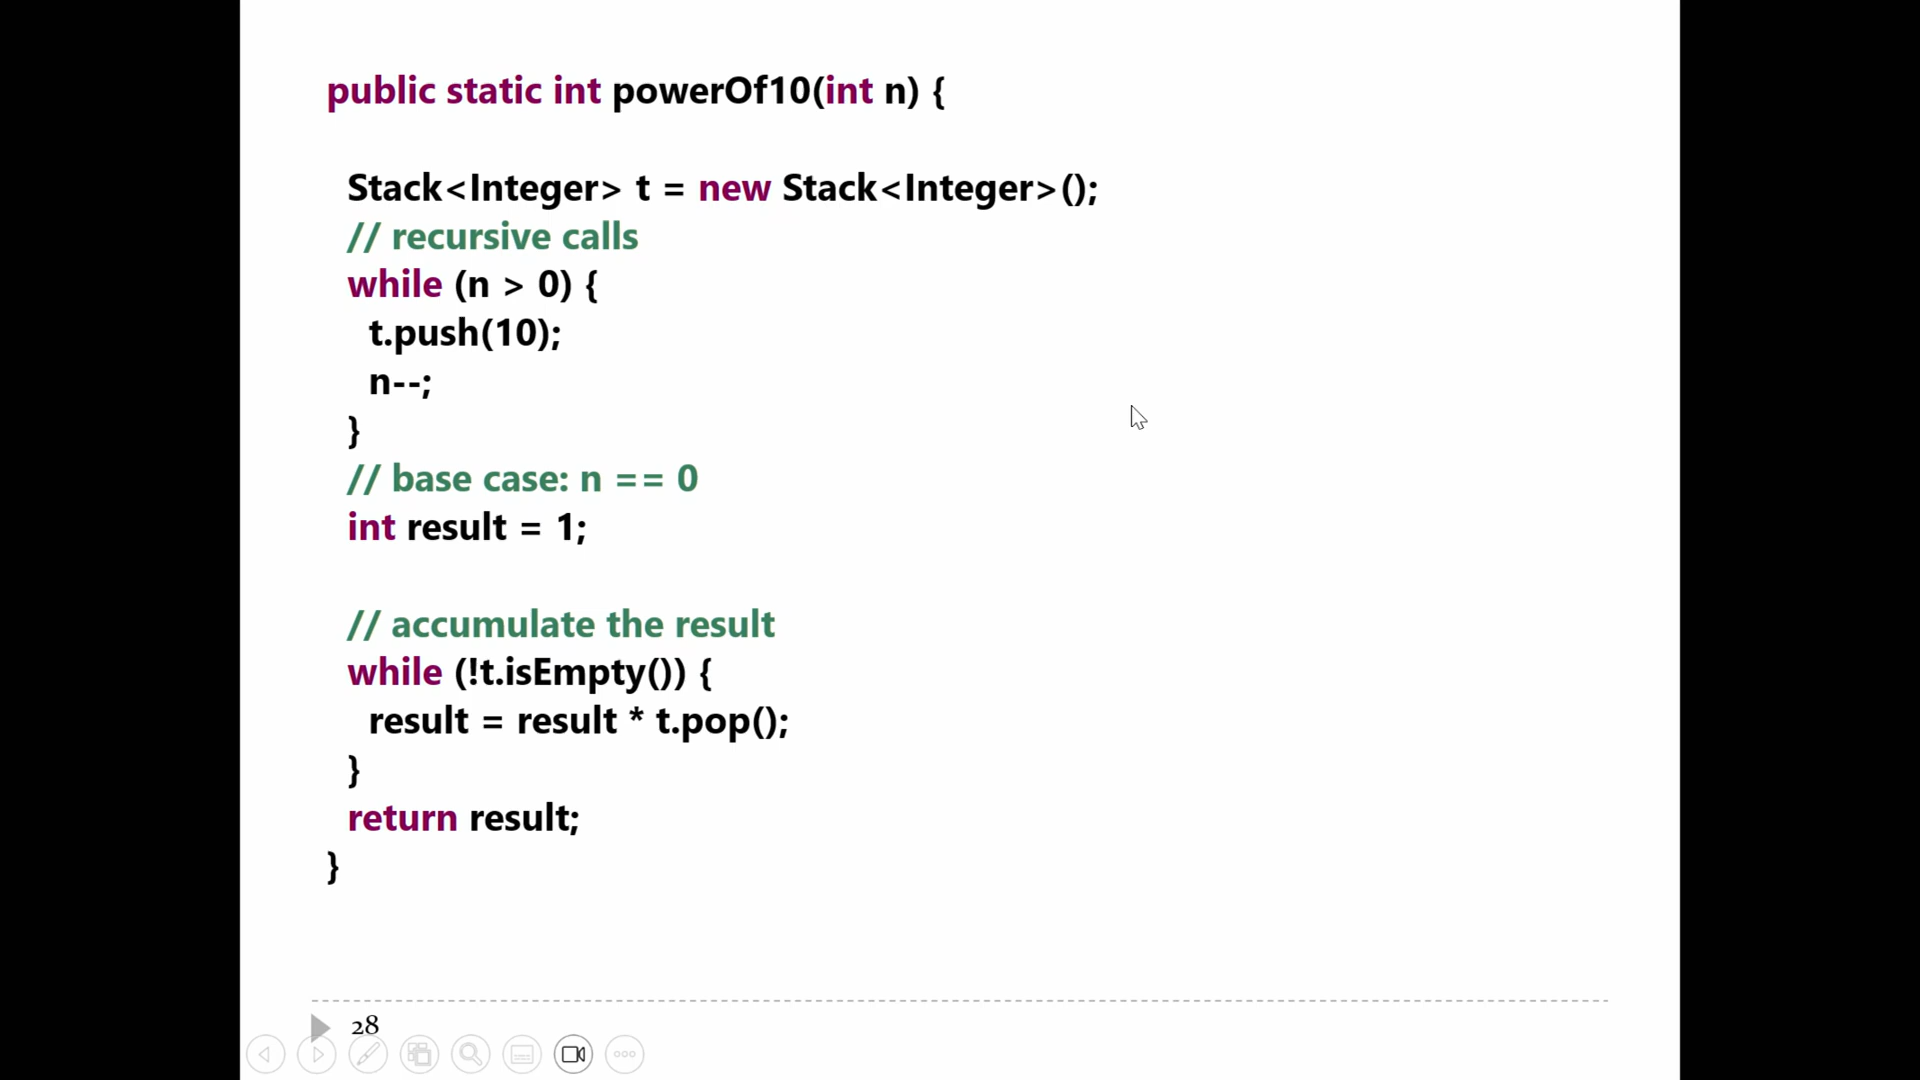 public static int powerOf10(int n) {
Stack<Integer> t = new Stack<Integer>();
// recursive calls
while (n > 0) {
t.push(10);
n--;
}
// base case: n == 0
int result = 1;
// accumulate the result
while (!t.isEmpty()) {
result = result * t.pop();
}
return result;
}
28